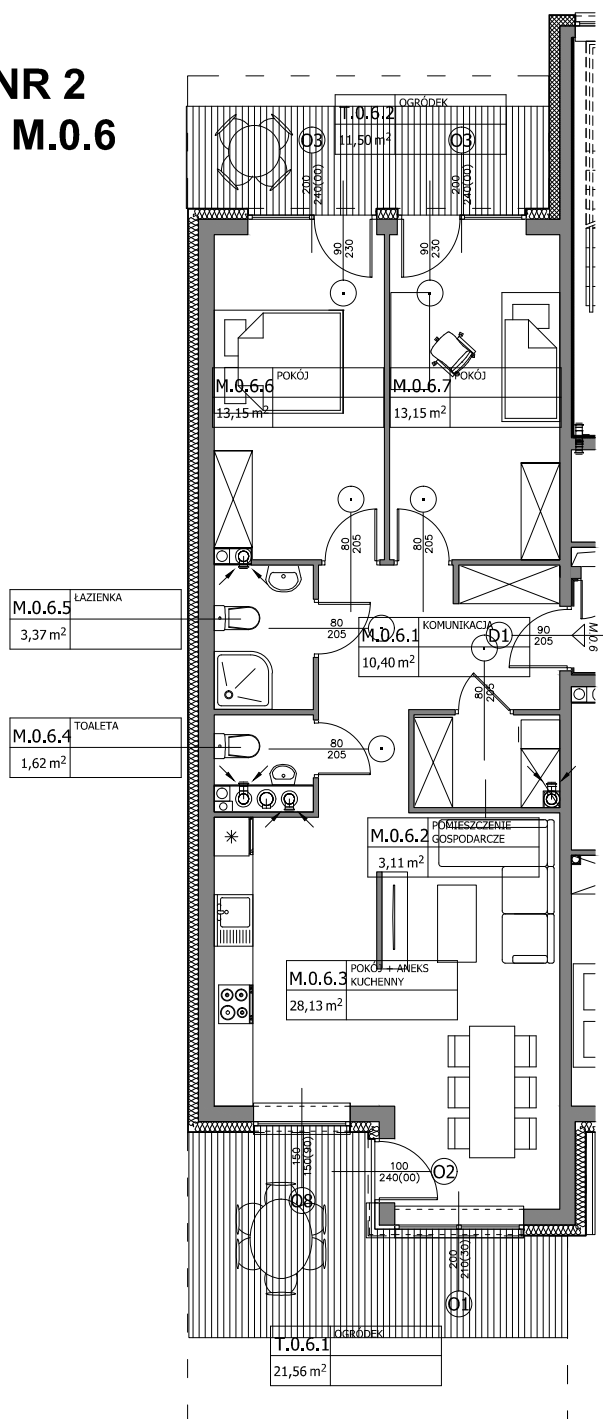 NR 2
M.0.6
T.0.6.2 OGRÓDEK
11,50 m²
O3
O3
200
240(00)
200
240(00)
90
230
90
230
M.0.6.6 POKÓJ
13,15 m²
M.0.6.7 POKÓJ
13,15 m²
80
205
80
205
M.0.6.5 ŁAZIENKA
3,37 m²
80
205
M.0.6.1 KOMUNIKACJA
10,40 m²
D1
90
205
M.0.6
80
205
M.0.6.4 TOALETA
1,62 m²
80
205
M.0.6.2 POMIESZCZENIE
GOSPODARCZE
3,11 m²
M.0.6.3 POKÓJ + ANEKS
KUCHENNY
28,13 m²
150
150(90)
O8
100
240(00)
O2
200
210(30)
O1
T.0.6.1 OGRÓDEK
21,56 m²